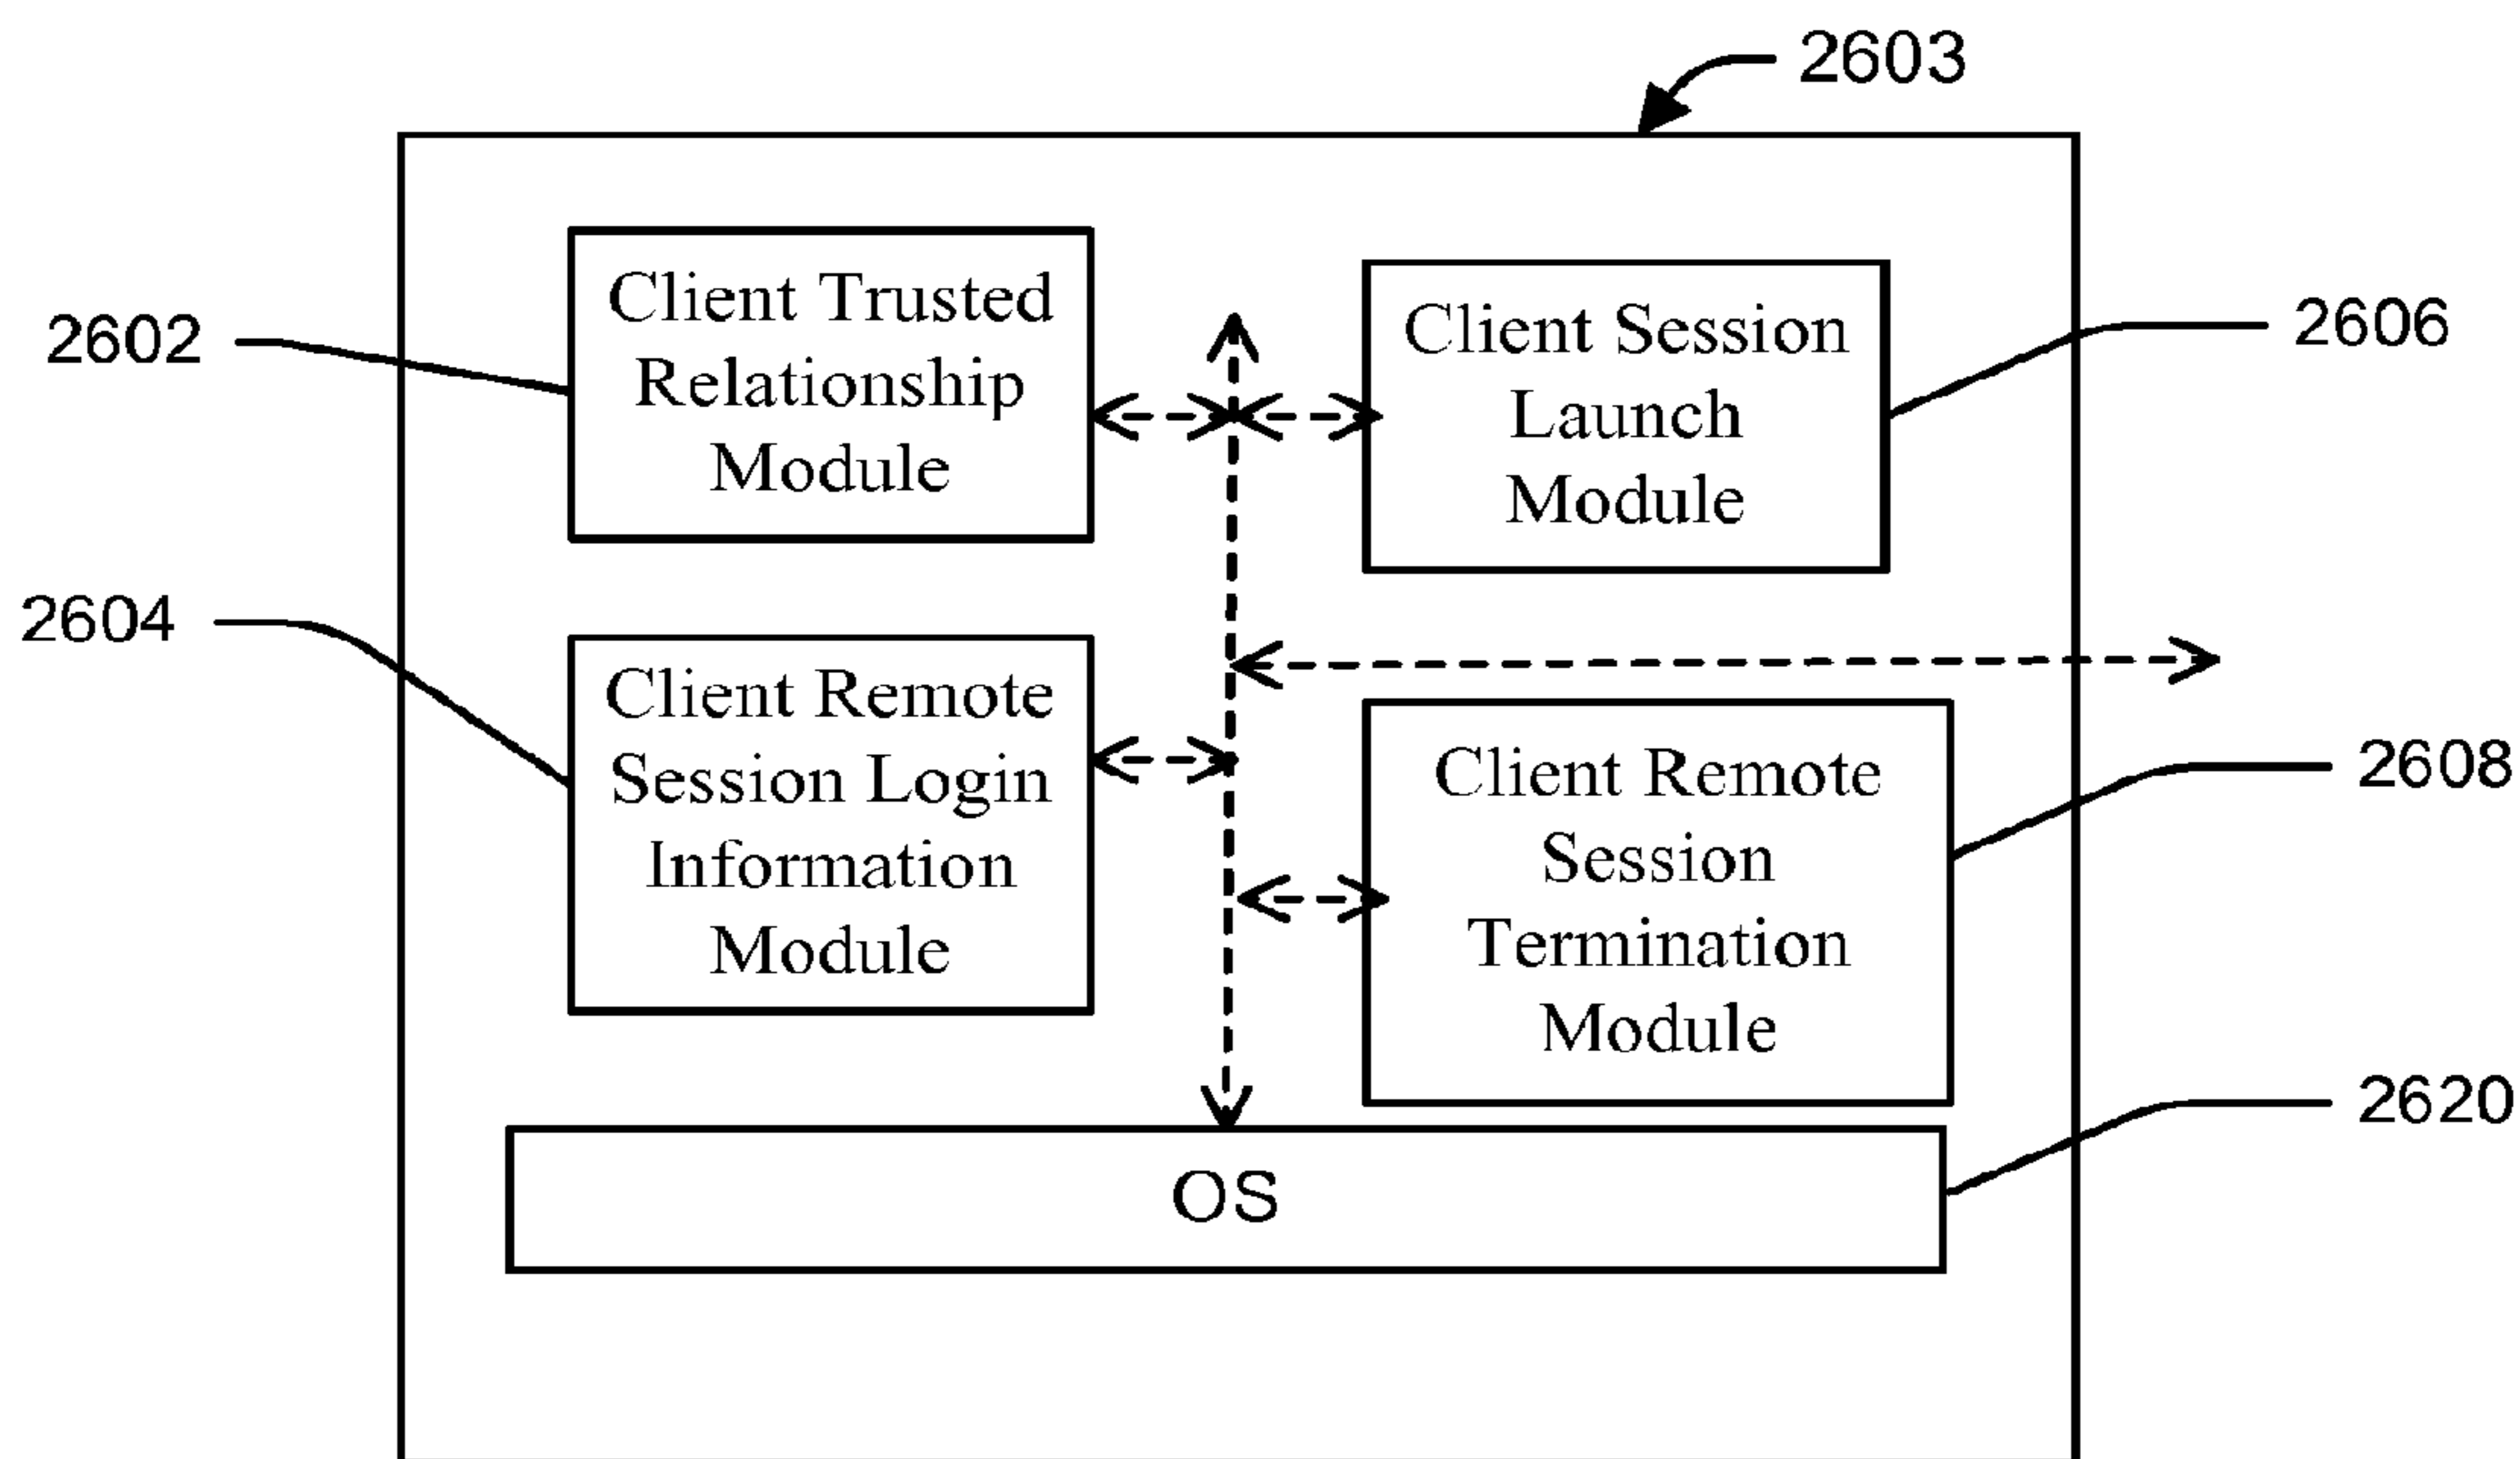 2603
2602
Client Trusted
Relationship
Module
Client Session
Launch
Module
2606
2604
Client Remote
Session Login
Information
Module
Client Remote
Session
Termination
Module
2608
OS
2620